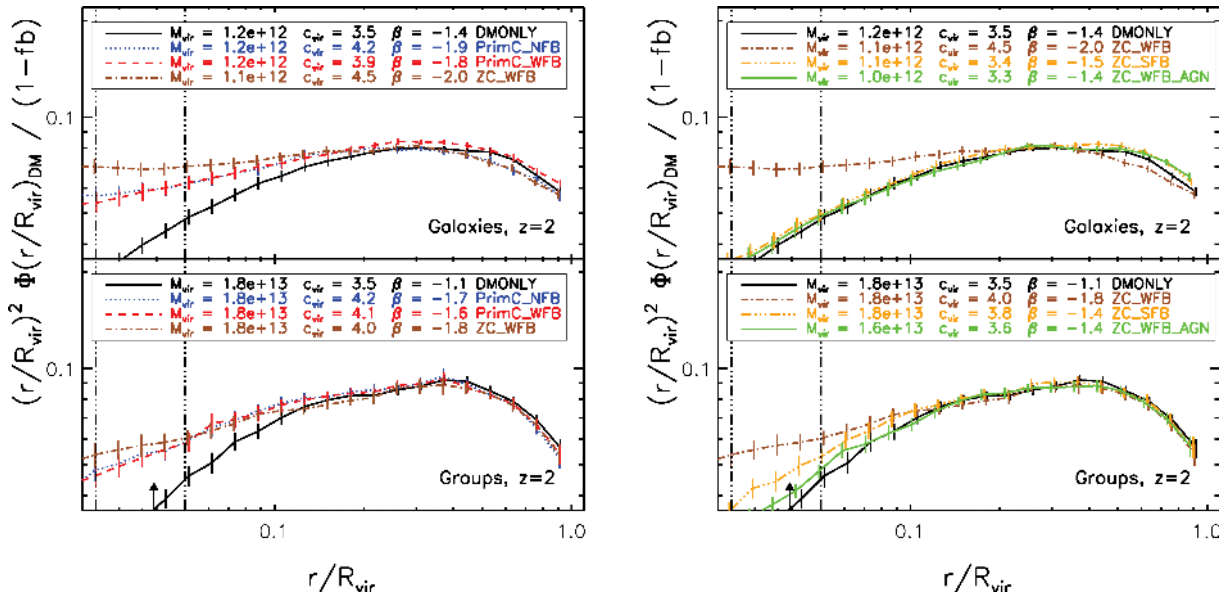 M_vir = 1.2e+12 c_vir = 3.5 β = −1.4 DMONLY
M_vir = 1.2e+12 c_vir = 4.2 β = −1.9 PrimC_NFB
M_vir = 1.2e+12 c_vir = 3.9 β = −1.8 PrimC_WFB
M_vir = 1.1e+12 c_vir = 4.5 β = −2.0 ZC_WFB
0.1
Galaxies, z=2
M_vir = 1.8e+13 c_vir = 3.5 β = −1.1 DMONLY
M_vir = 1.8e+13 c_vir = 4.2 β = −1.7 PrimC_NFB
M_vir = 1.8e+13 c_vir = 4.1 β = −1.6 PrimC_WFB
M_vir = 1.8e+13 c_vir = 4.0 β = −1.8 ZC_WFB
0.1
Groups, z=2
0.1 1.0
r/R_vir
(r/R_vir)² Φ(r/R_vir)_DM / (1−fb)
M_vir = 1.2e+12 c_vir = 3.5 β = −1.4 DMONLY
M_vir = 1.1e+12 c_vir = 4.5 β = −2.0 ZC_WFB
M_vir = 1.1e+12 c_vir = 3.4 β = −1.5 ZC_SFB
M_vir = 1.0e+12 c_vir = 3.3 β = −1.4 ZC_WFB_AGN
0.1
Galaxies, z=2
M_vir = 1.8e+13 c_vir = 3.5 β = −1.1 DMONLY
M_vir = 1.8e+13 c_vir = 4.0 β = −1.8 ZC_WFB
M_vir = 1.8e+13 c_vir = 3.8 β = −1.4 ZC_SFB
M_vir = 1.6e+13 c_vir = 3.6 β = −1.4 ZC_WFB_AGN
0.1
Groups, z=2
0.1 1.0
r/R_vir
(r/R_vir)² Φ(r/R_vir)_DM / (1−fb)